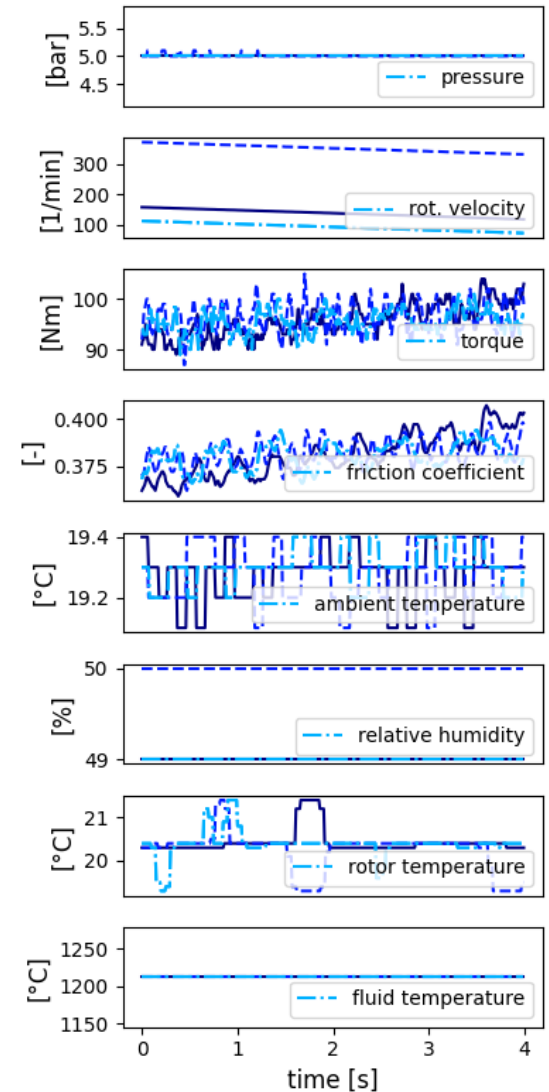 [bar]
5.5
5.0
4.5
pressure
[1/min]
300
200
100
rot. velocity
[Nm]
100
90
torque
[-]
0.400
0.375
friction coefficient
[°C]
19.4
19.2
ambient temperature
[%]
50
49
relative humidity
[°C]
21
20
rotor temperature
[°C]
1250
1200
1150
fluid temperature
0
1
2
3
4
time [s]